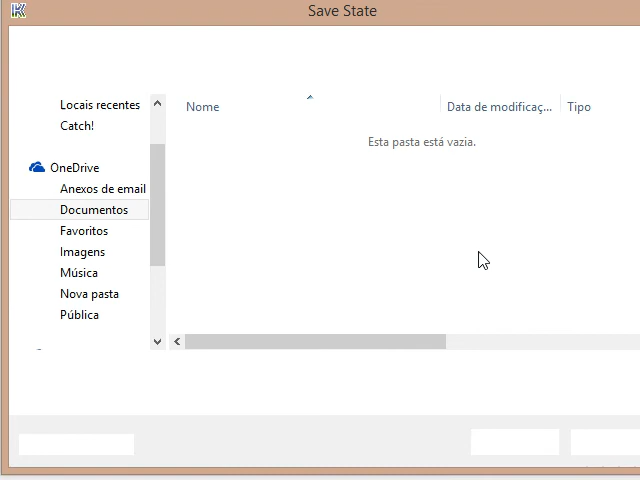 Save State
Locais recentes
Catch!
OneDrive
Anexos de email
Documentos
Favoritos
Imagens
Música
Nova pasta
Pública
Nome
Data de modificaç...
Tipo
Esta pasta está vazia.